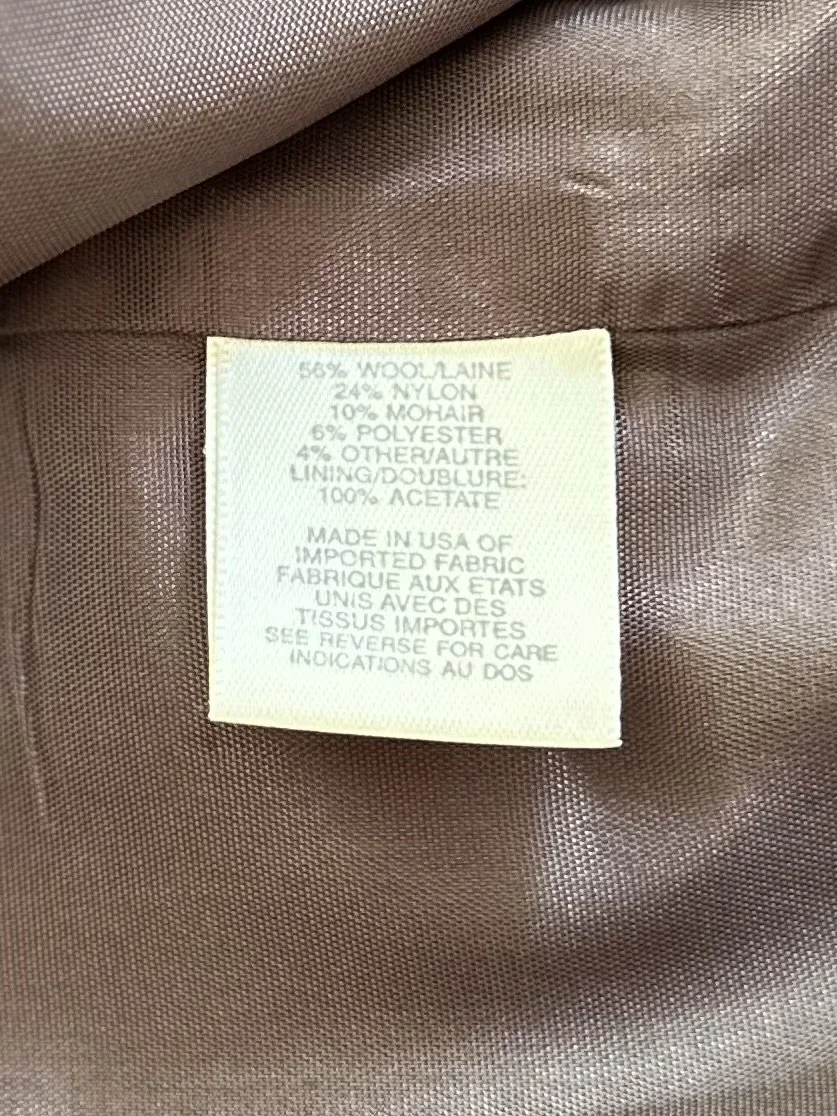 56% WOOL/LAINE
24% NYLON
10% MOHAIR
6% POLYESTER
4% OTHER/AUTRE
LINING/DOUBLURE:
100% ACETATE
MADE IN USA OF
IMPORTED FABRIC
FABRIQUE AUX ETATS
UNIS AVEC DES
TISSUS IMPORTES
SEE REVERSE FOR CARE
INDICATIONS AU DOS